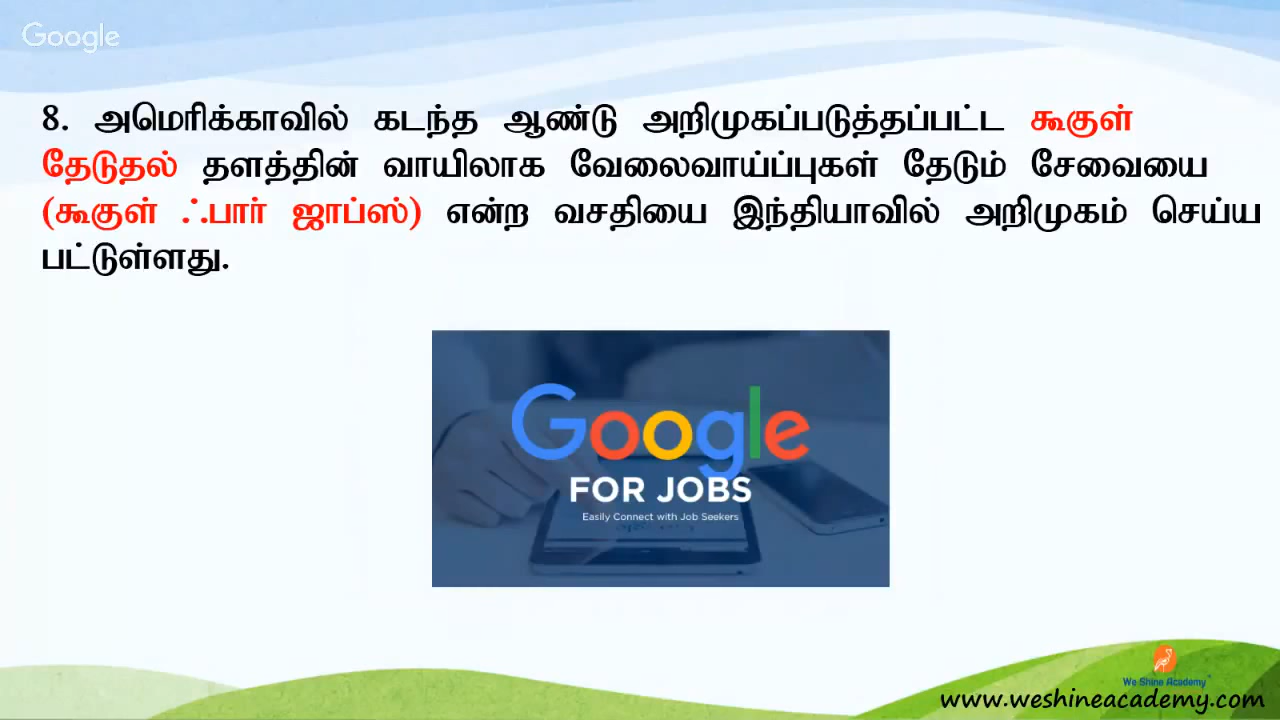 Google
8. அமெரிக்காவில் கடந்த ஆண்டு அறிமுகப்படுத்தப்பட்ட கூகுள்
தேடுதல் தளத்தின் வாயிலாக வேலைவாய்ப்புகள் தேடும் சேவையை
(கூகுள் ஃபார் ஜாப்ஸ்) என்ற வசதியை இந்தியாவில் அறிமுகம் செய்ய
பட்டுள்ளது.
Google
FOR JOBS
Easily Connect with Job Seekers
We Shine Academy
www.weshineacademy.com